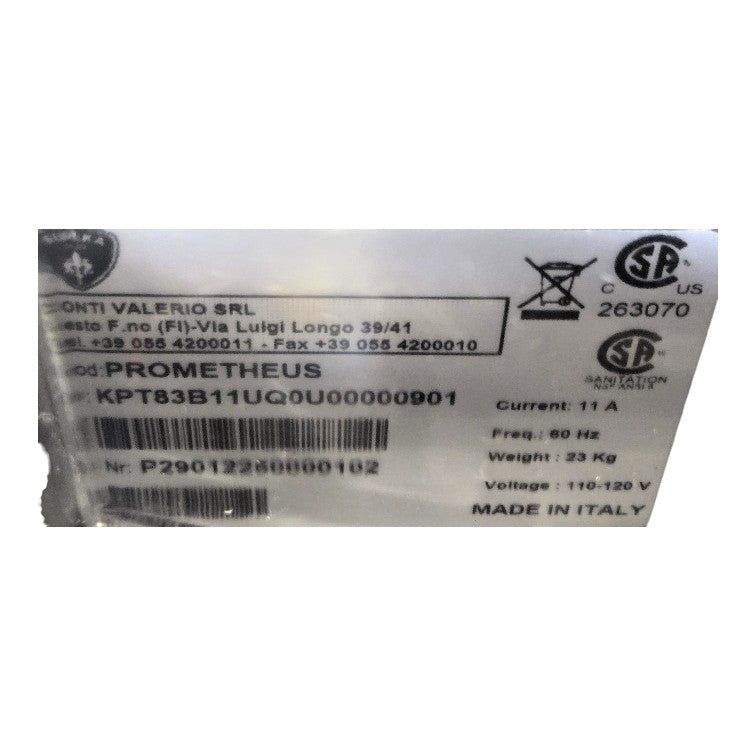 ONTI VALERIO SRL
esto F.no (FI)-Via Luigi Longo 39/41
el. +39 055 4200011 - Fax +39 055 4200010
od: PROMETHEUS
KPT83B11UQ0U00000901
Nr: P29012260000102
C US
263070
SANITATION
Current: 11 A
Freq.: 60 Hz
Weight : 23 Kg
Voltage : 110-120 V
MADE IN ITALY